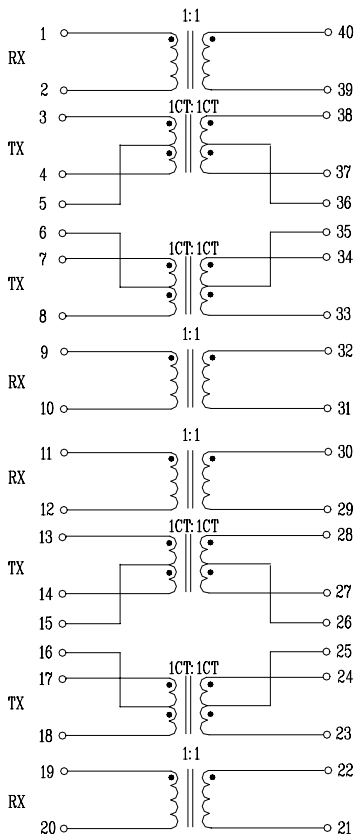 1:1
1 40
RX
2 39
1CT:1CT
3 38
TX
4 37
5 36
6 35
1CT:1CT
7 34
TX
8 33
1:1
9 32
RX
10 31
1:1
11 30
RX
12 29
1CT:1CT
13 28
TX
14 27
15 26
16 25
1CT:1CT
17 24
TX
18 23
1:1
19 22
RX
20 21